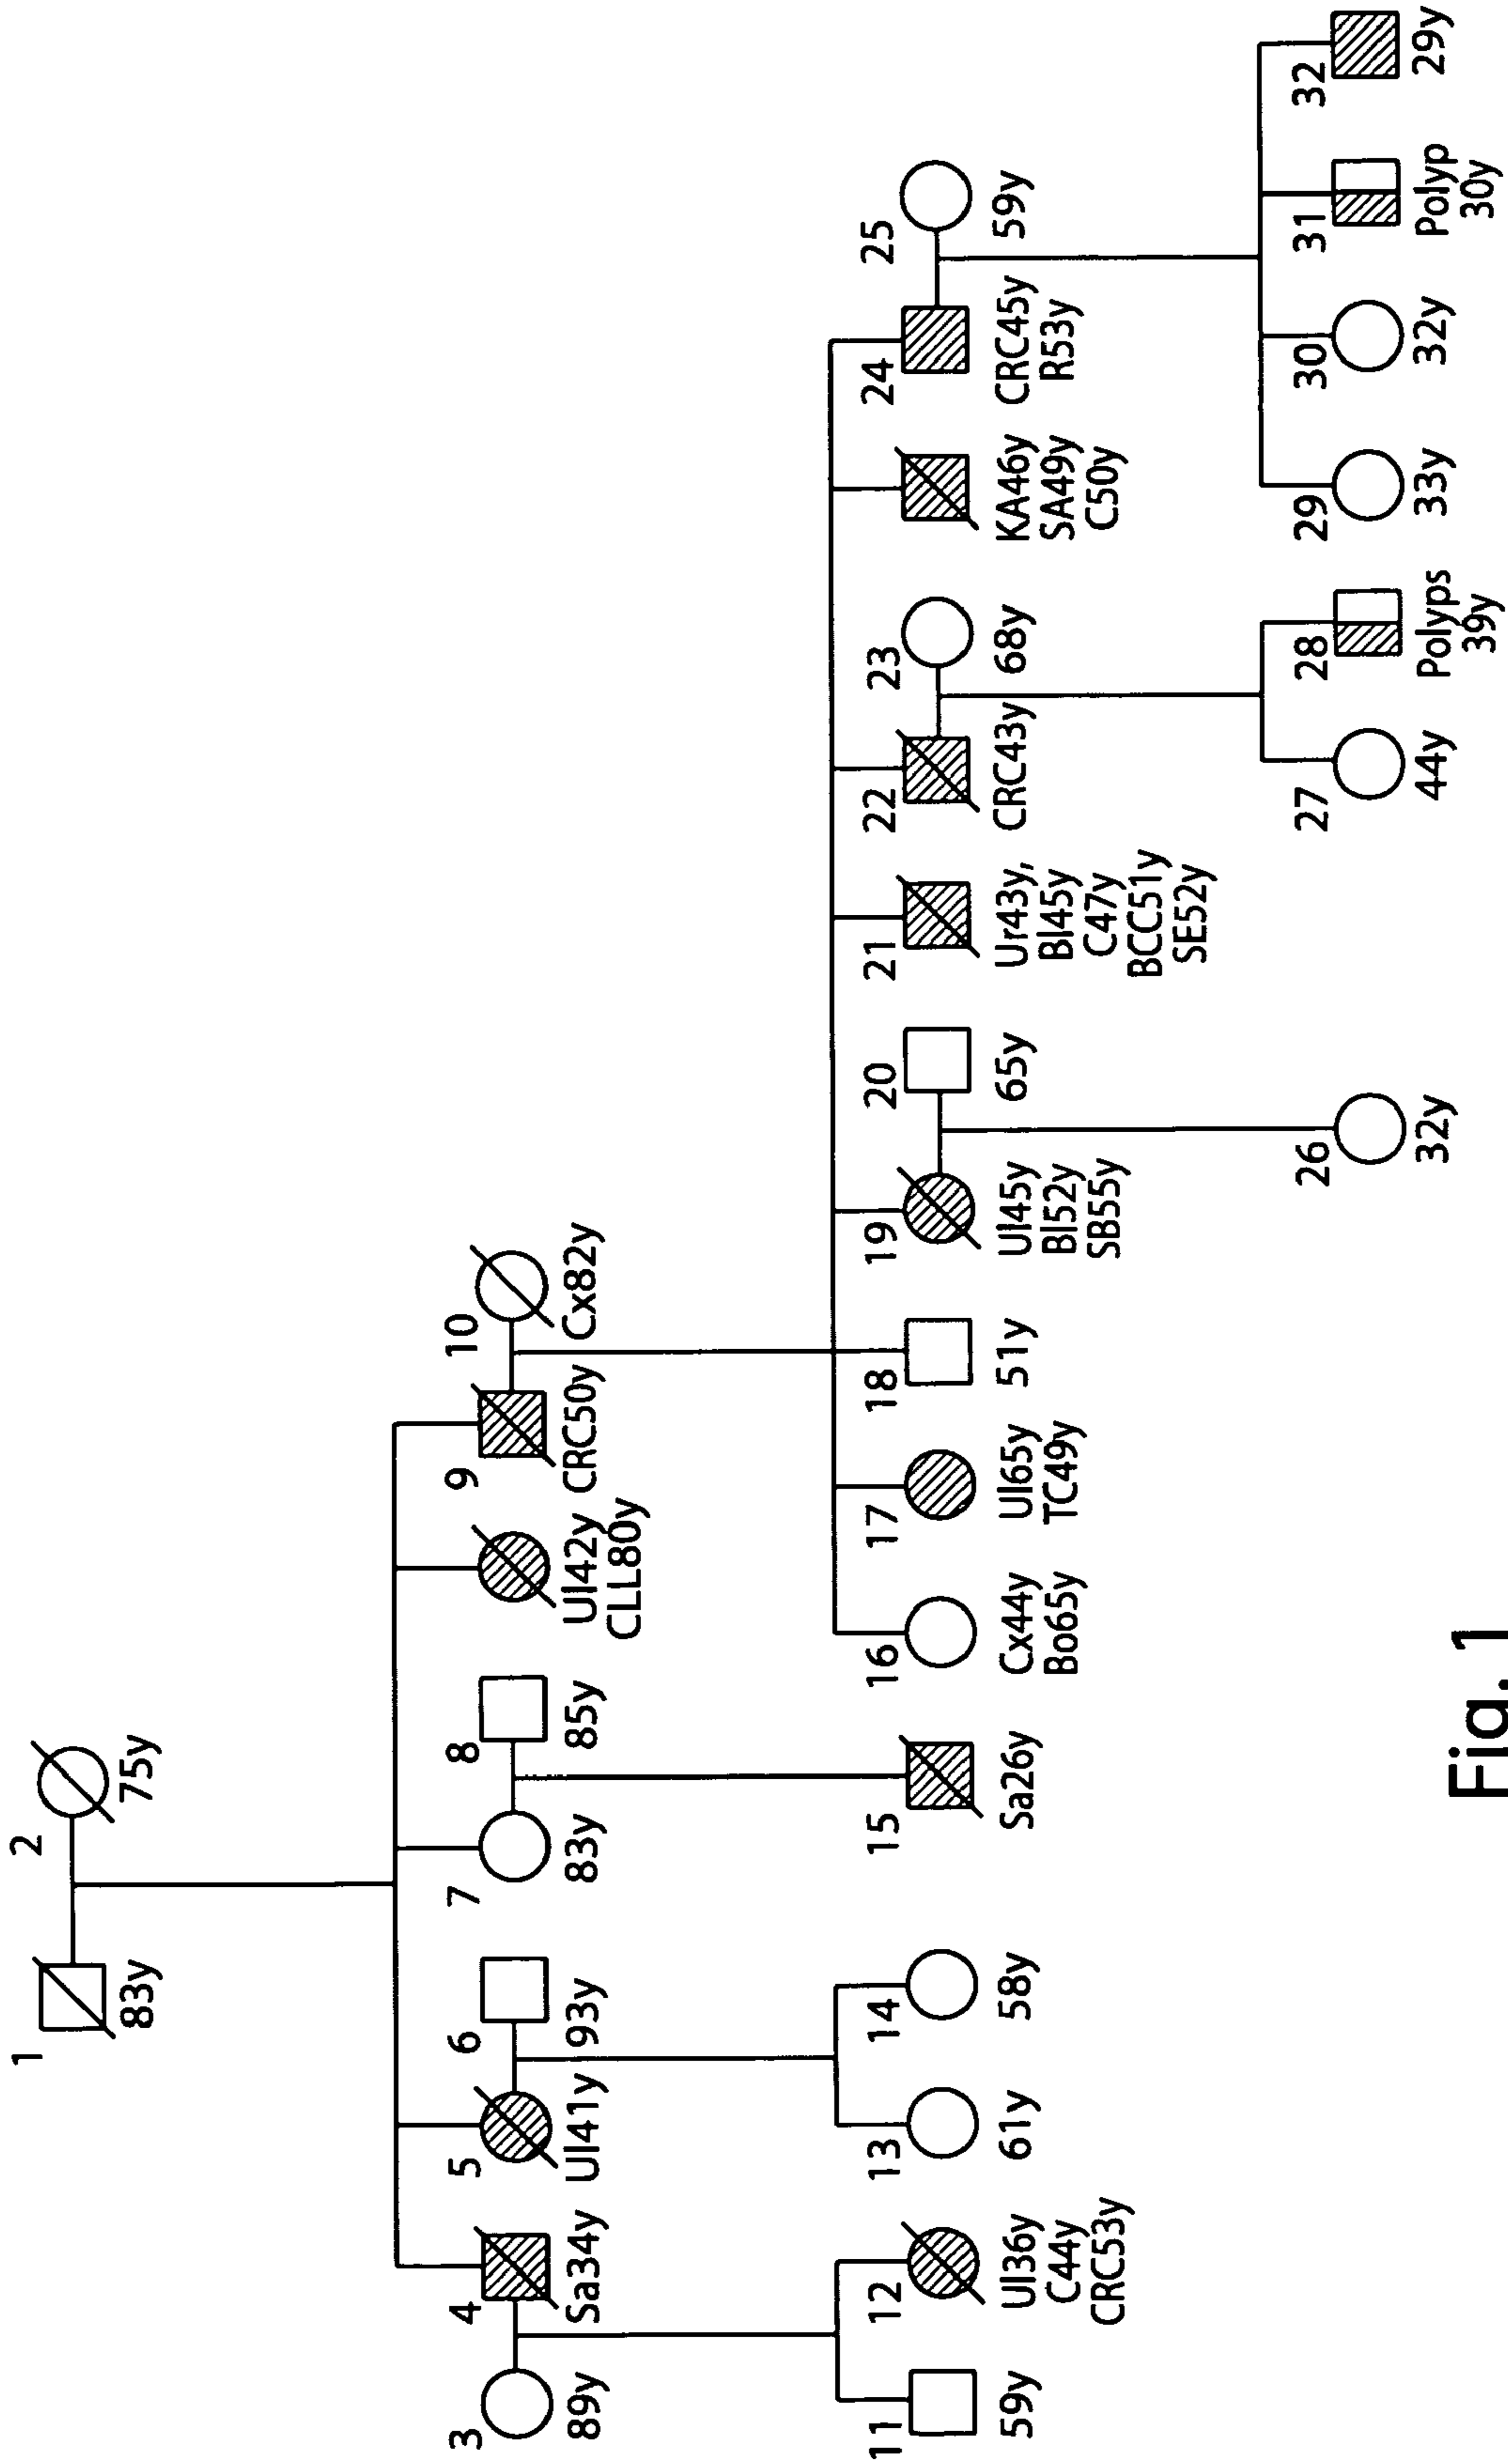 1
2
83y
75y
3
4
5
6
7
8
9
10
89y
Sa34y
Ul41y
93y
83y
85y
Ul42y
CLL80y
CRC50y
Cx82y
11
12
13
14
15
16
17
18
19
20
21
22
23
24
25
59y
Ul36y
C44y
CRC53y
61y
58y
Sa26y
Cx44y
Bo65y
Ul65y
TC49y
51y
Ul45y
Bl52y
SB55y
65y
Ur43y,
Bl45y
C47y
BCC51y
SE52y
CRC43y
68y
KA46y
SA49y
C50y
CRC45y
R53y
59y
26
27
28
29
30
31
32
32y
44y
Polyps
39y
33y
32y
Polyp
30y
29y
Fig. 1